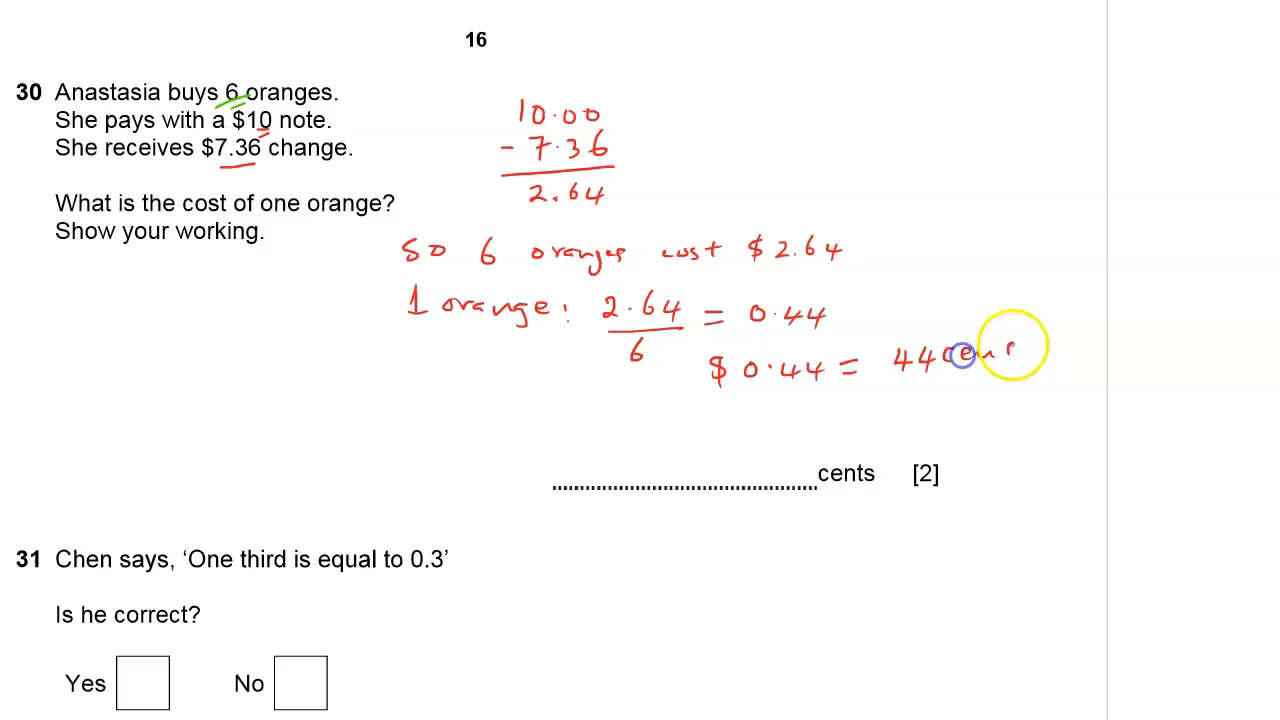 16
30 Anastasia buys 6 oranges.
She pays with a $10 note.
She receives $7.36 change.
What is the cost of one orange?
Show your working.
10.00
- 7.36
2.64
so 6 oranges cost $2.64
1 orange: 2.64
6
= 0.44
$ 0.44 = 44
cents [2]
31 Chen says, ‘One third is equal to 0.3’
Is he correct?
Yes No